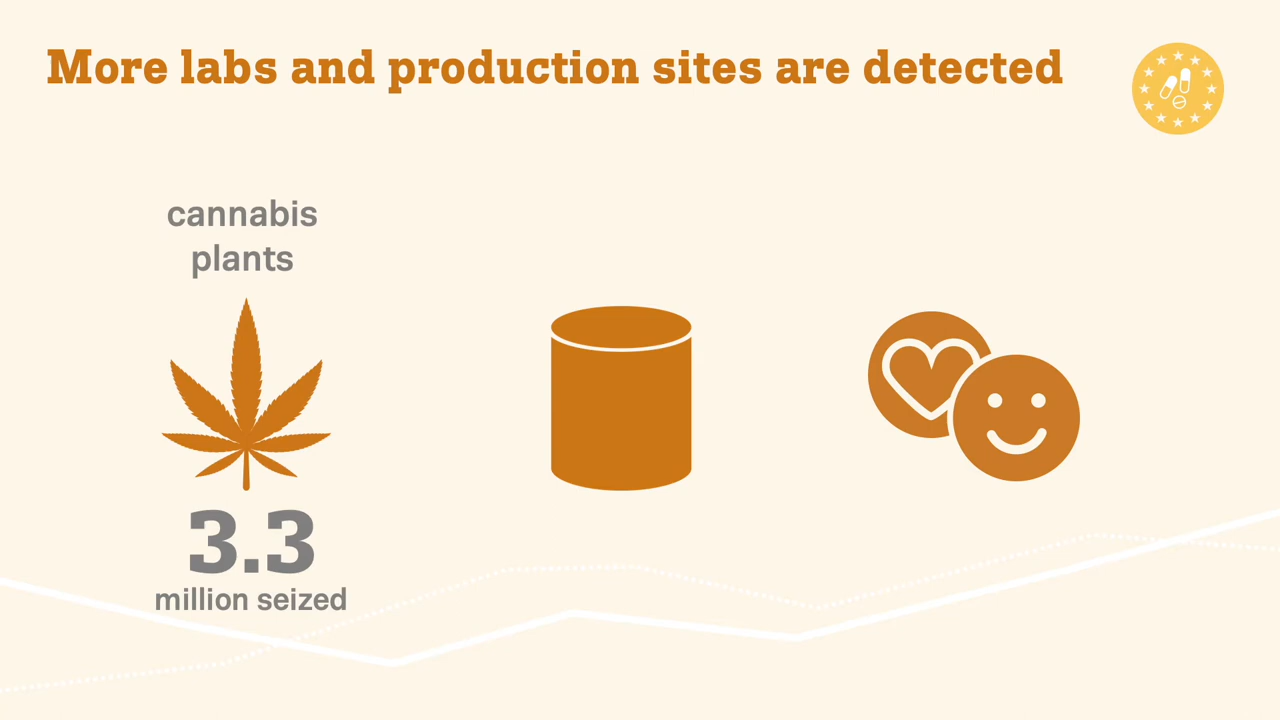 More labs and production sites are detected
cannabis
plants
3.3
million seized